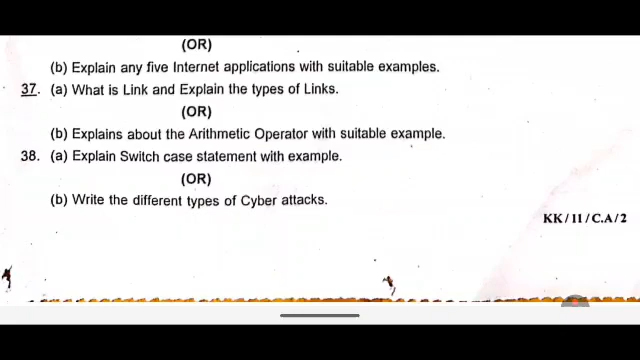 (OR)
(b) Explain any five Internet applications with suitable examples.
37. (a) What is Link and Explain the types of Links.
(OR)
(b) Explains about the Arithmetic Operator with suitable example.
38. (a) Explain Switch case statement with example.
(OR)
(b) Write the different types of Cyber attacks.
KK / 11 / C.A / 2